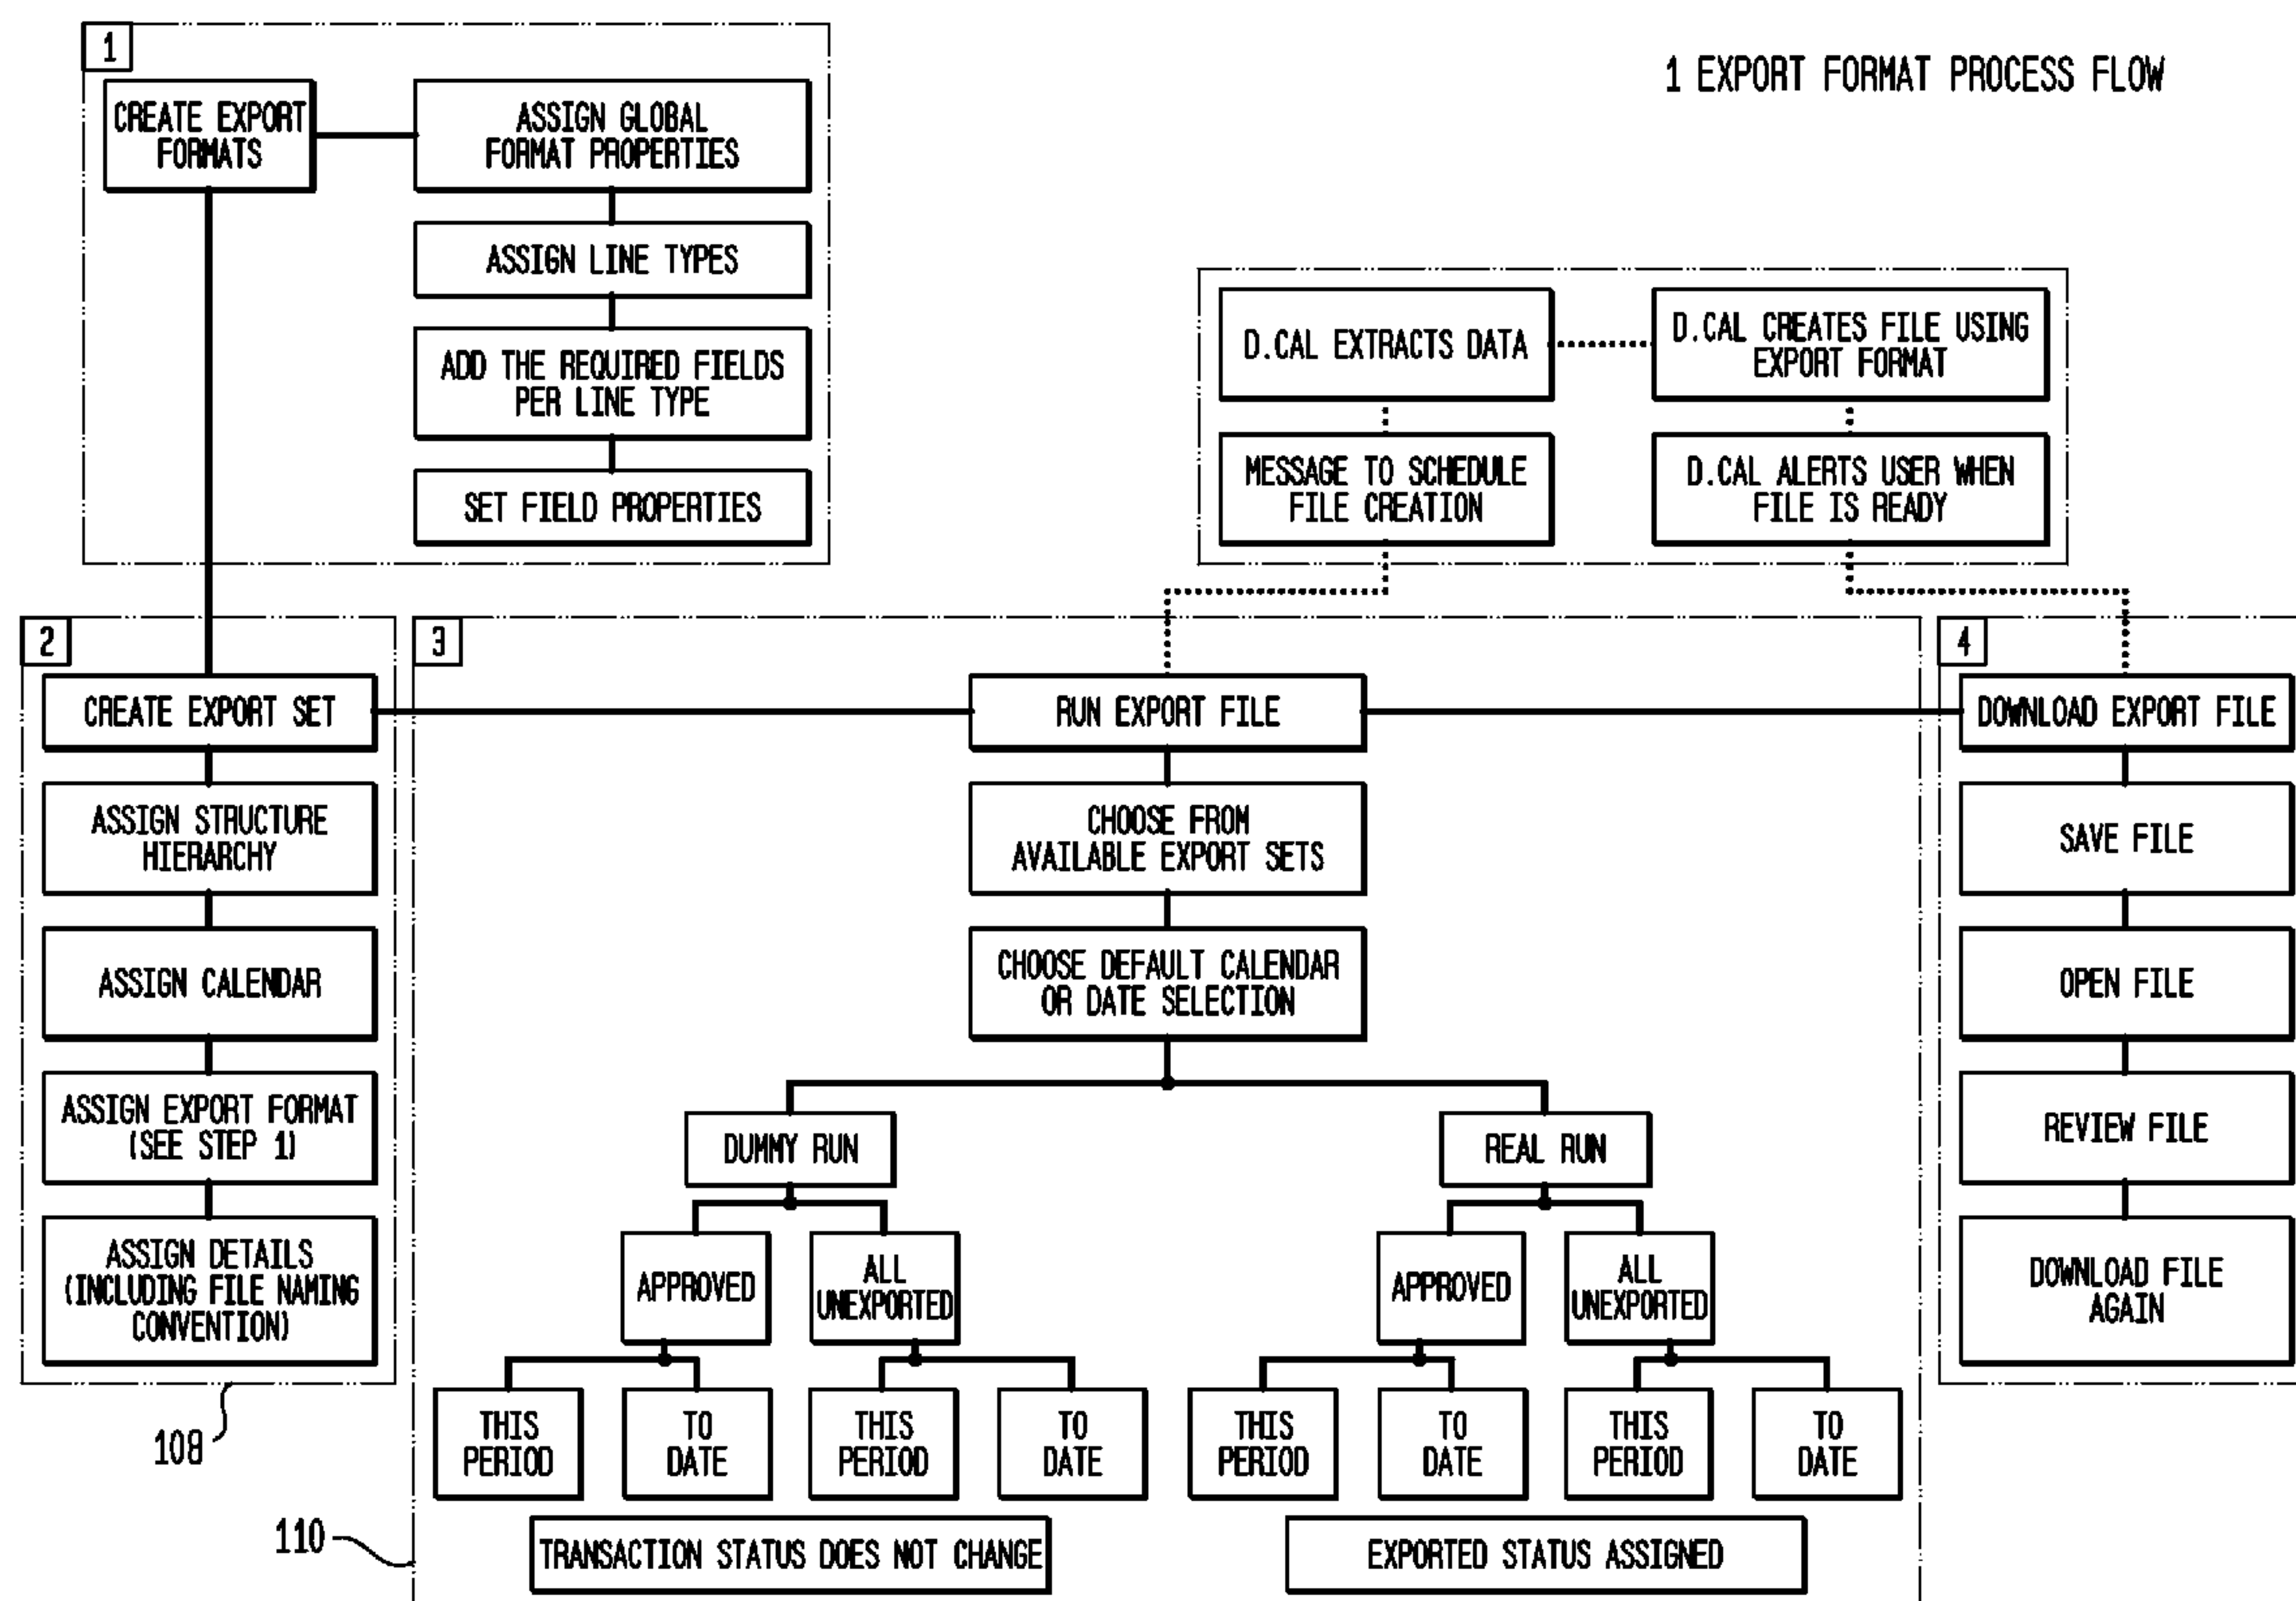 1 EXPORT FORMAT PROCESS FLOW
1
CREATE EXPORT
FORMATS
ASSIGN GLOBAL
FORMAT PROPERTIES
ASSIGN LINE TYPES
ADD THE REQUIRED FIELDS
PER LINE TYPE
SET FIELD PROPERTIES
D.CAL EXTRACTS DATA
D.CAL CREATES FILE USING
EXPORT FORMAT
MESSAGE TO SCHEDULE
FILE CREATION
D.CAL ALERTS USER WHEN
FILE IS READY
2
CREATE EXPORT SET
ASSIGN STRUCTURE
HIERARCHY
ASSIGN CALENDAR
ASSIGN EXPORT FORMAT
(SEE STEP 1)
ASSIGN DETAILS
(INCLUDING FILE NAMING
CONVENTION)
108
3
RUN EXPORT FILE
CHOOSE FROM
AVAILABLE EXPORT SETS
CHOOSE DEFAULT CALENDAR
OR DATE SELECTION
DUMMY RUN
REAL RUN
APPROVED
ALL
UNEXPORTED
APPROVED
ALL
UNEXPORTED
THIS
PERIOD
TO
DATE
THIS
PERIOD
TO
DATE
THIS
PERIOD
TO
DATE
THIS
PERIOD
TO
DATE
TRANSACTION STATUS DOES NOT CHANGE
EXPORTED STATUS ASSIGNED
110
4
DOWNLOAD EXPORT FILE
SAVE FILE
OPEN FILE
REVIEW FILE
DOWNLOAD FILE
AGAIN